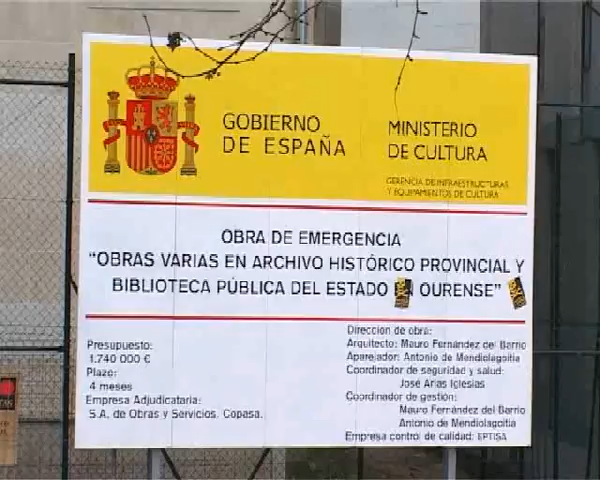 GOBIERNO
DE ESPAÑA
MINISTERIO
DE CULTURA
GERENCIA DE INFRAESTRUCTURAS
Y EQUIPAMIENTOS DE CULTURA
OBRA DE EMERGENCIA
"OBRAS VARIAS EN ARCHIVO HISTÓRICO PROVINCIAL Y
BIBLIOTECA PÚBLICA DEL ESTADO OURENSE"
Presupuesto:
1.740 000 €
Plazo:
4 meses
Empresa Adjudicataria:
S.A. de Obras y Servicios, Copasa.
Dirección de obra:
Arquitecto: Mauro Fernández del Barrio
Aparejador: Antonio de Mendiolagoitia
Coordinador de seguridad y salud:
José Arias Iglesias
Coordinador de gestión:
Mauro Fernández del Barrio
Antonio de Mendiolagoitia
Empresa control de calidad: EPTISA